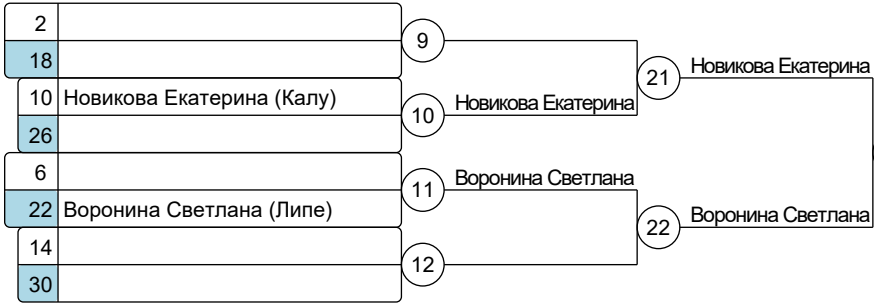 2
9
18
21 Новикова Екатерина
10 Новикова Екатерина (Калу)
10 Новикова Екатерина
26
6
11 Воронина Светлана
22 Воронина Светлана (Липе)
22 Воронина Светлана
14
12
30